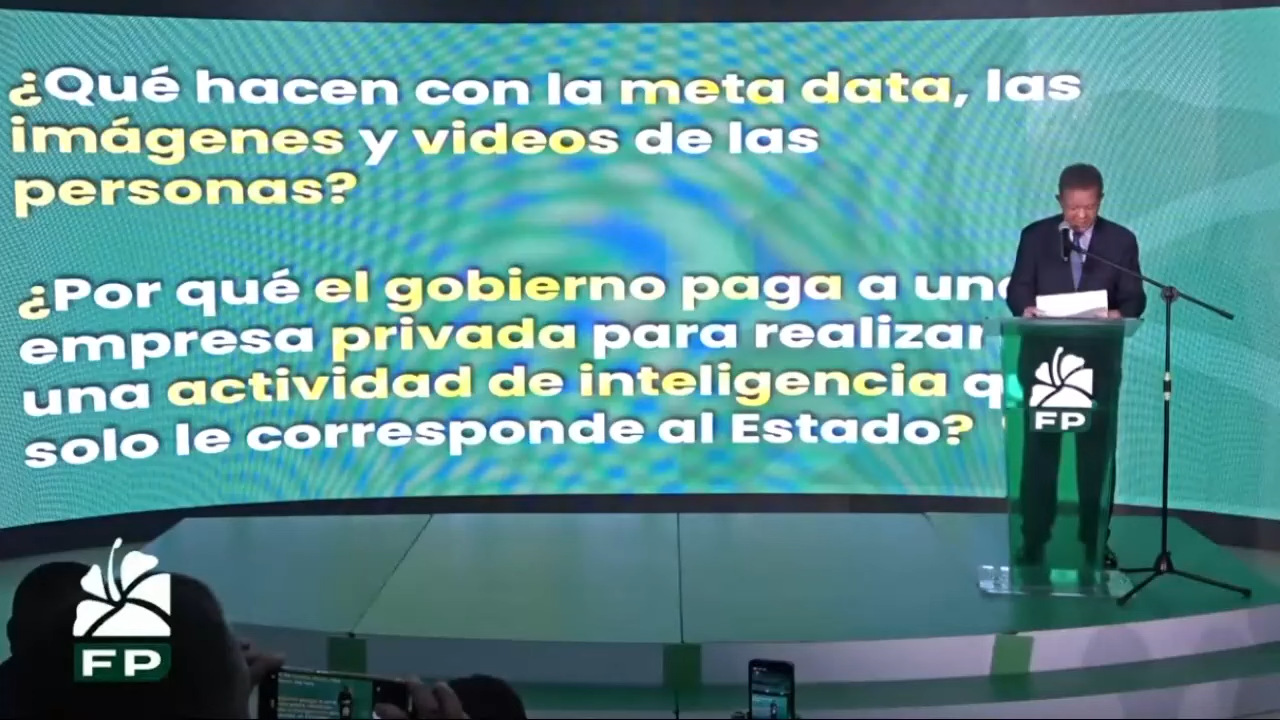 ¿Qué hacen con la meta data, las
imágenes y videos de las
personas?
¿Por qué el gobierno paga a una
empresa privada para realizar
una actividad de inteligencia
solo le corresponde al Estado?
FP
FP